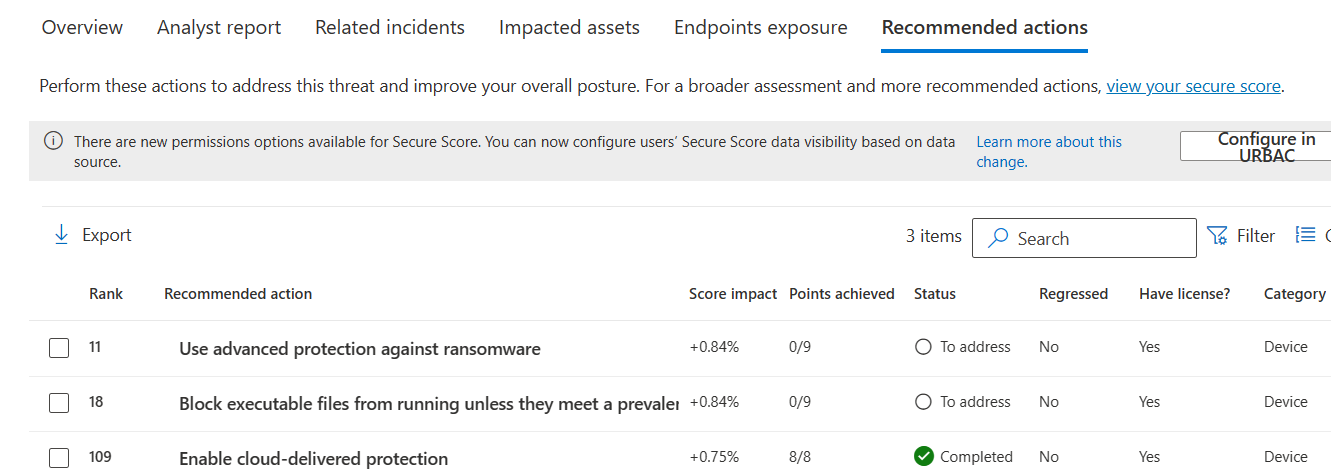 Overview Analyst report Related incidents Impacted assets Endpoints exposure Recommended actions
Perform these actions to address this threat and improve your overall posture. For a broader assessment and more recommended actions, view your secure score.
There are new permissions options available for Secure Score. You can now configure users’ Secure Score data visibility based on data
source.
Learn more about this
change.
Configure in
URBAC
Export 3 items Search Filter
Rank Recommended action Score impact Points achieved Status Regressed Have license? Category
11 Use advanced protection against ransomware +0.84% 0/9 To address No Yes Device
18 Block executable files from running unless they meet a +0.84% 0/9 To address No Yes Device
109 Enable cloud-delivered protection +0.75% 8/8 Completed No Yes Device